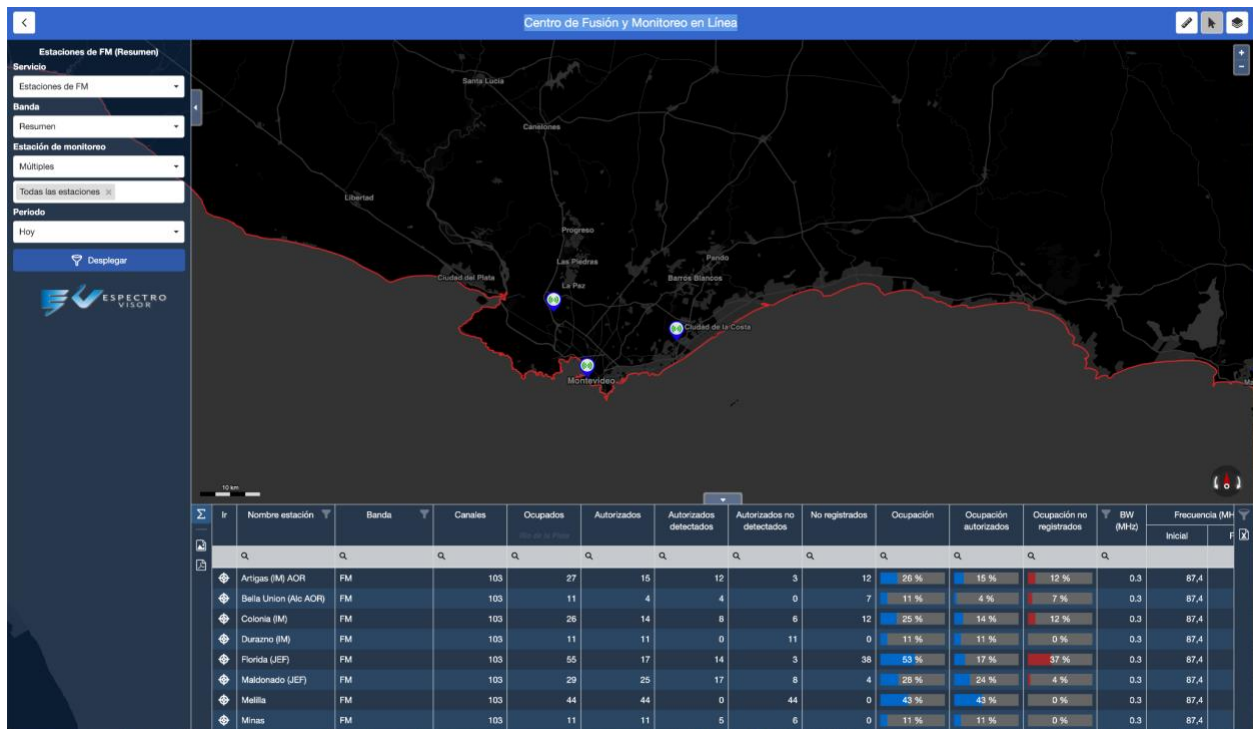 Centro de Fusión y Monitoreo en Línea
Estaciones de FM (Resumen)
Servicio
Estaciones de FM
Banda
Resumen
Estación de monitoreo
Múltiples
Todas las estaciones ×
Periodo
Hoy
Desplegar
ESPECTRO
VISOR
Santa Lucía
Canelones
Libertad
Progreso
Las Piedras
Pando
Ciudad del Plata
Barros Blancos
La Paz
Ciudad de la Costa
Montevideo
10 km
Σ Ir Nombre estación Banda Canales Ocupados Autorizados Autorizados detectados Autorizados no detectados No registrados Ocupación Ocupación autorizados Ocupación no registrados BW (MHz) Frecuencia (MH
Río de la Plata
Inicial F
Artigas (IM) AOR FM 103 27 15 12 3 12 26 % 15 % 12 % 0.3 87,4
Bella Union (Alc AOR) FM 103 11 4 4 0 7 11 % 4 % 7 % 0.3 87,4
Colonia (IM) FM 103 26 14 8 6 12 25 % 14 % 12 % 0.3 87,4
Durazno (IM) FM 103 11 11 0 11 0 11 % 11 % 0 % 0.3 87,4
Florida (JEF) FM 103 55 17 14 3 38 53 % 17 % 37 % 0.3 87,4
Maldonado (JEF) FM 103 29 25 17 8 4 28 % 24 % 4 % 0.3 87,4
Melilla FM 103 44 44 0 44 0 43 % 43 % 0 % 0.3 87,4
Minas FM 103 11 11 5 6 0 11 % 11 % 0 % 0.3 87,4